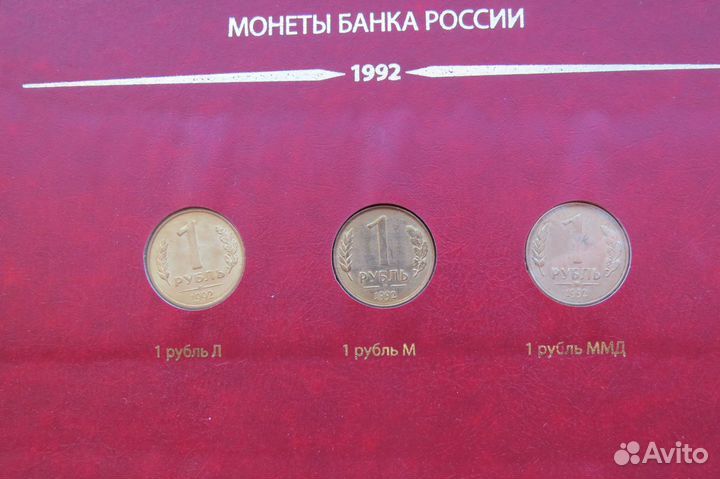 МОНЕТЫ БАНКА РОССИИ
1992
1
РУБЛЬ
1992
1
РУБЛЬ
1992
1
РУБЛЬ
1992
1 рубль Л
1 рубль М
1 рубль ММД
Avito